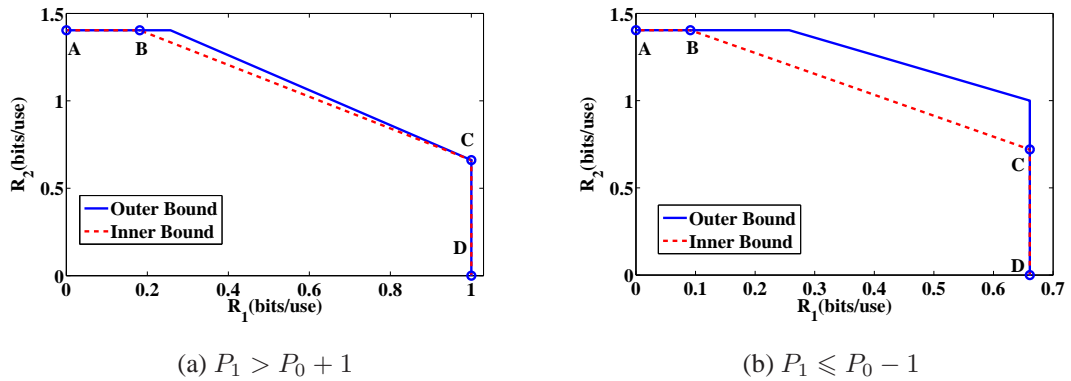 1.5
1
0.5
0
R₂(bits/use)
A
B
C
D
Outer Bound
Inner Bound
0 0.2 0.4 0.6 0.8 1
R₁(bits/use)
(a) P₁ > P₀ + 1
1.5
1
0.5
0
R₂(bits/use)
A
B
C
D
Outer Bound
Inner Bound
0 0.1 0.2 0.3 0.4 0.5 0.6 0.7
R₁(bits/use)
(b) P₁ ⩽ P₀ − 1